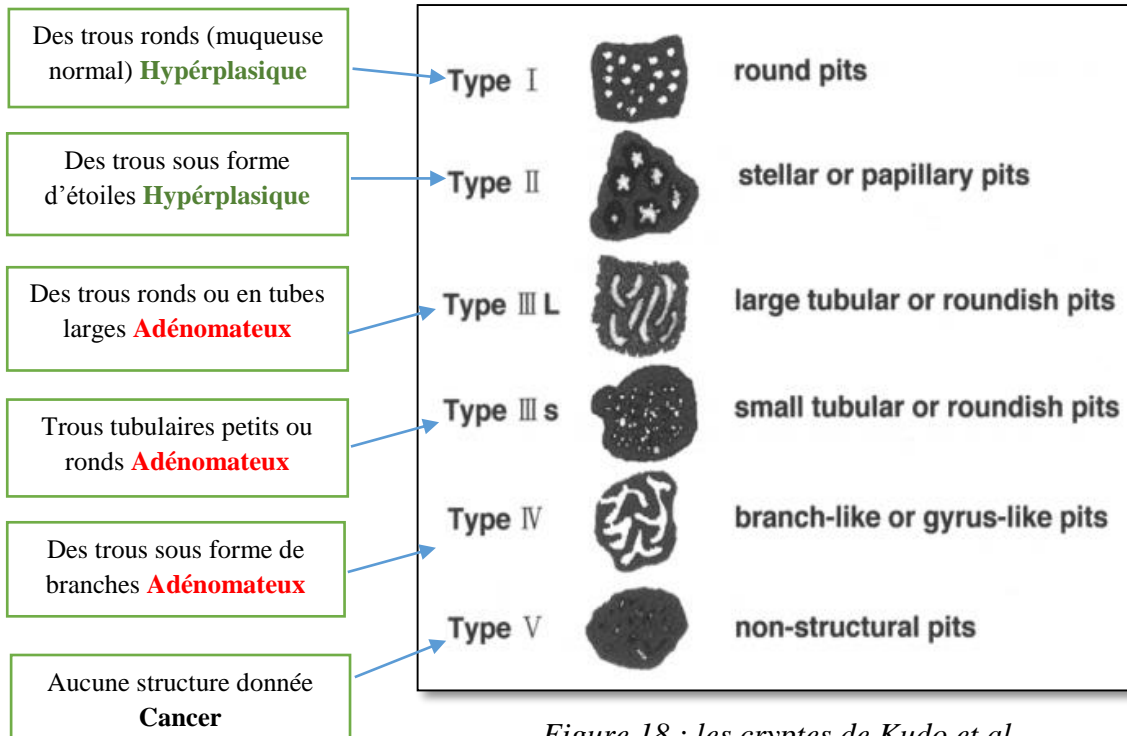 Des trous ronds (muqueuse
normal) Hypérplasique
Type I
round pits
Des trous sous forme
d'étoiles Hypérplasique
Type II
stellar or papillary pits
Des trous ronds ou en tubes
larges Adénomateux
Type III L
large tubular or roundish pits
Trous tubulaires petits ou
ronds Adénomateux
Type III s
small tubular or roundish pits
Des trous sous forme de
branches Adénomateux
Type IV
branch-like or gyrus-like pits
Aucune structure donnée
Cancer
Type V
non-structural pits
Figure 18 : les cryptes de Kudo et al